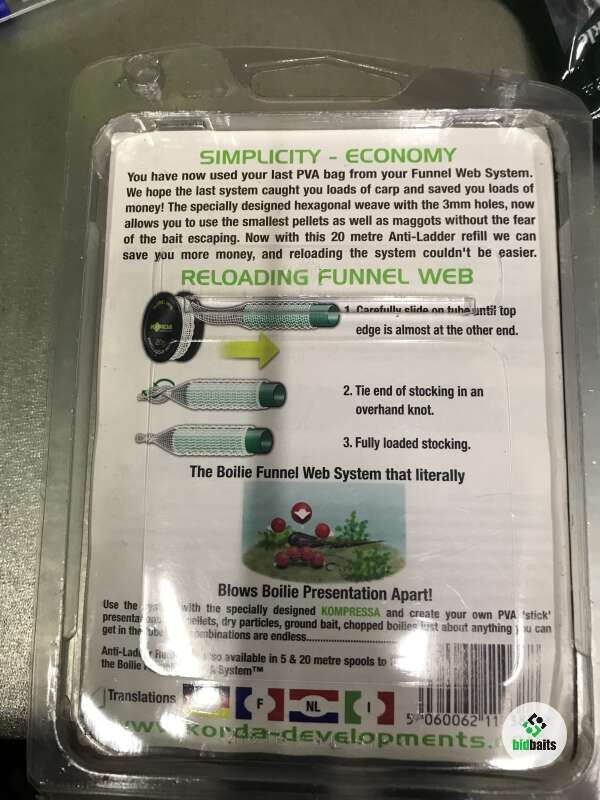 SIMPLICITY - ECONOMY
You have now used your last PVA bag from your Funnel Web System.
We hope the last system caught you loads of carp and saved you loads of
money! The specially designed hexagonal weave with the 3mm holes, now
allows you to use the smallest pellets as well as maggots without the fear
of the bait escaping. Now with this 20 metre Anti-Ladder refill we can
save you more money, and reloading the system couldn't be easier.
RELOADING FUNNEL WEB
KORDA
1. Carefully slide on tube until top
edge is almost at the other end.
2. Tie end of stocking in an
overhand knot.
3. Fully loaded stocking.
The Boilie Funnel Web System that literally
Blows Boilie Presentation Apart!
Use the with the specially designed KOMPRESSA and create your own PVA 'stick'
pellets, dry particles, ground bait, chopped boilies just about anything you can
get in the combinations are endless
Anti-Ladder also available in 5 & 20 metre spools to
the Boilie & System™
Translations F NL I
5 060062 11
www.korda-developments.
bidbaits